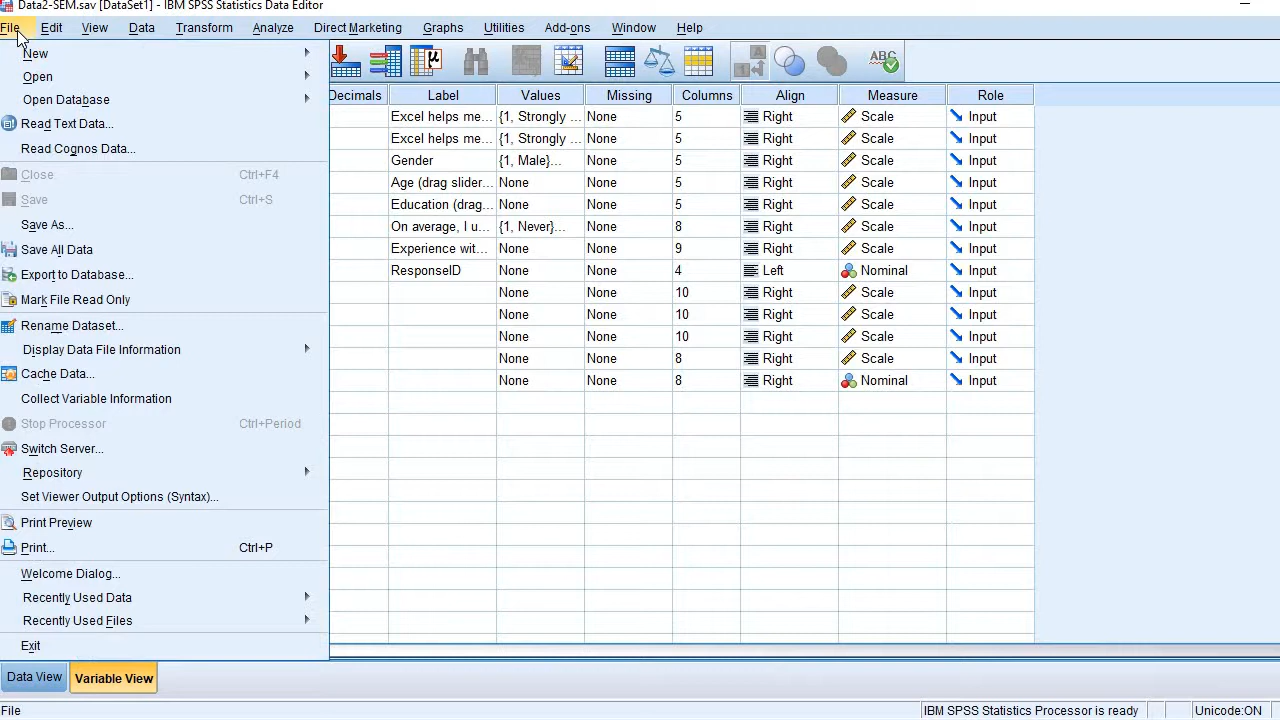 Data2-SEM.sav [DataSet1] - IBM SPSS Statistics Data Editor
File Edit View Data Transform Analyze Direct Marketing Graphs Utilities Add-ons Window Help
New
Open
Open Database
Read Text Data...
Read Cognos Data...
Close Ctrl+F4
Save Ctrl+S
Save As...
Save All Data
Export to Database...
Mark File Read Only
Rename Dataset...
Display Data File Information
Cache Data...
Collect Variable Information
Stop Processor Ctrl+Period
Switch Server...
Repository
Set Viewer Output Options (Syntax)...
Print Preview
Print... Ctrl+P
Welcome Dialog...
Recently Used Data
Recently Used Files
Exit
A
μ
ABC
Decimals Label Values Missing Columns Align Measure Role
Excel helps me... {1, Strongly ... None 5 Right Scale Input
Excel helps me... {1, Strongly ... None 5 Right Scale Input
Gender {1, Male}... None 5 Right Scale Input
Age (drag slider... None None 5 Right Scale Input
Education (drag... None None 5 Right Scale Input
On average, I u... {1, Never}... None 8 Right Scale Input
Experience wit... None None 9 Right Scale Input
ResponseID None None 4 Left Nominal Input
None None 10 Right Scale Input
None None 10 Right Scale Input
None None 10 Right Scale Input
None None 8 Right Scale Input
None None 8 Right Nominal Input
Data View Variable View
File IBM SPSS Statistics Processor is ready Unicode:ON